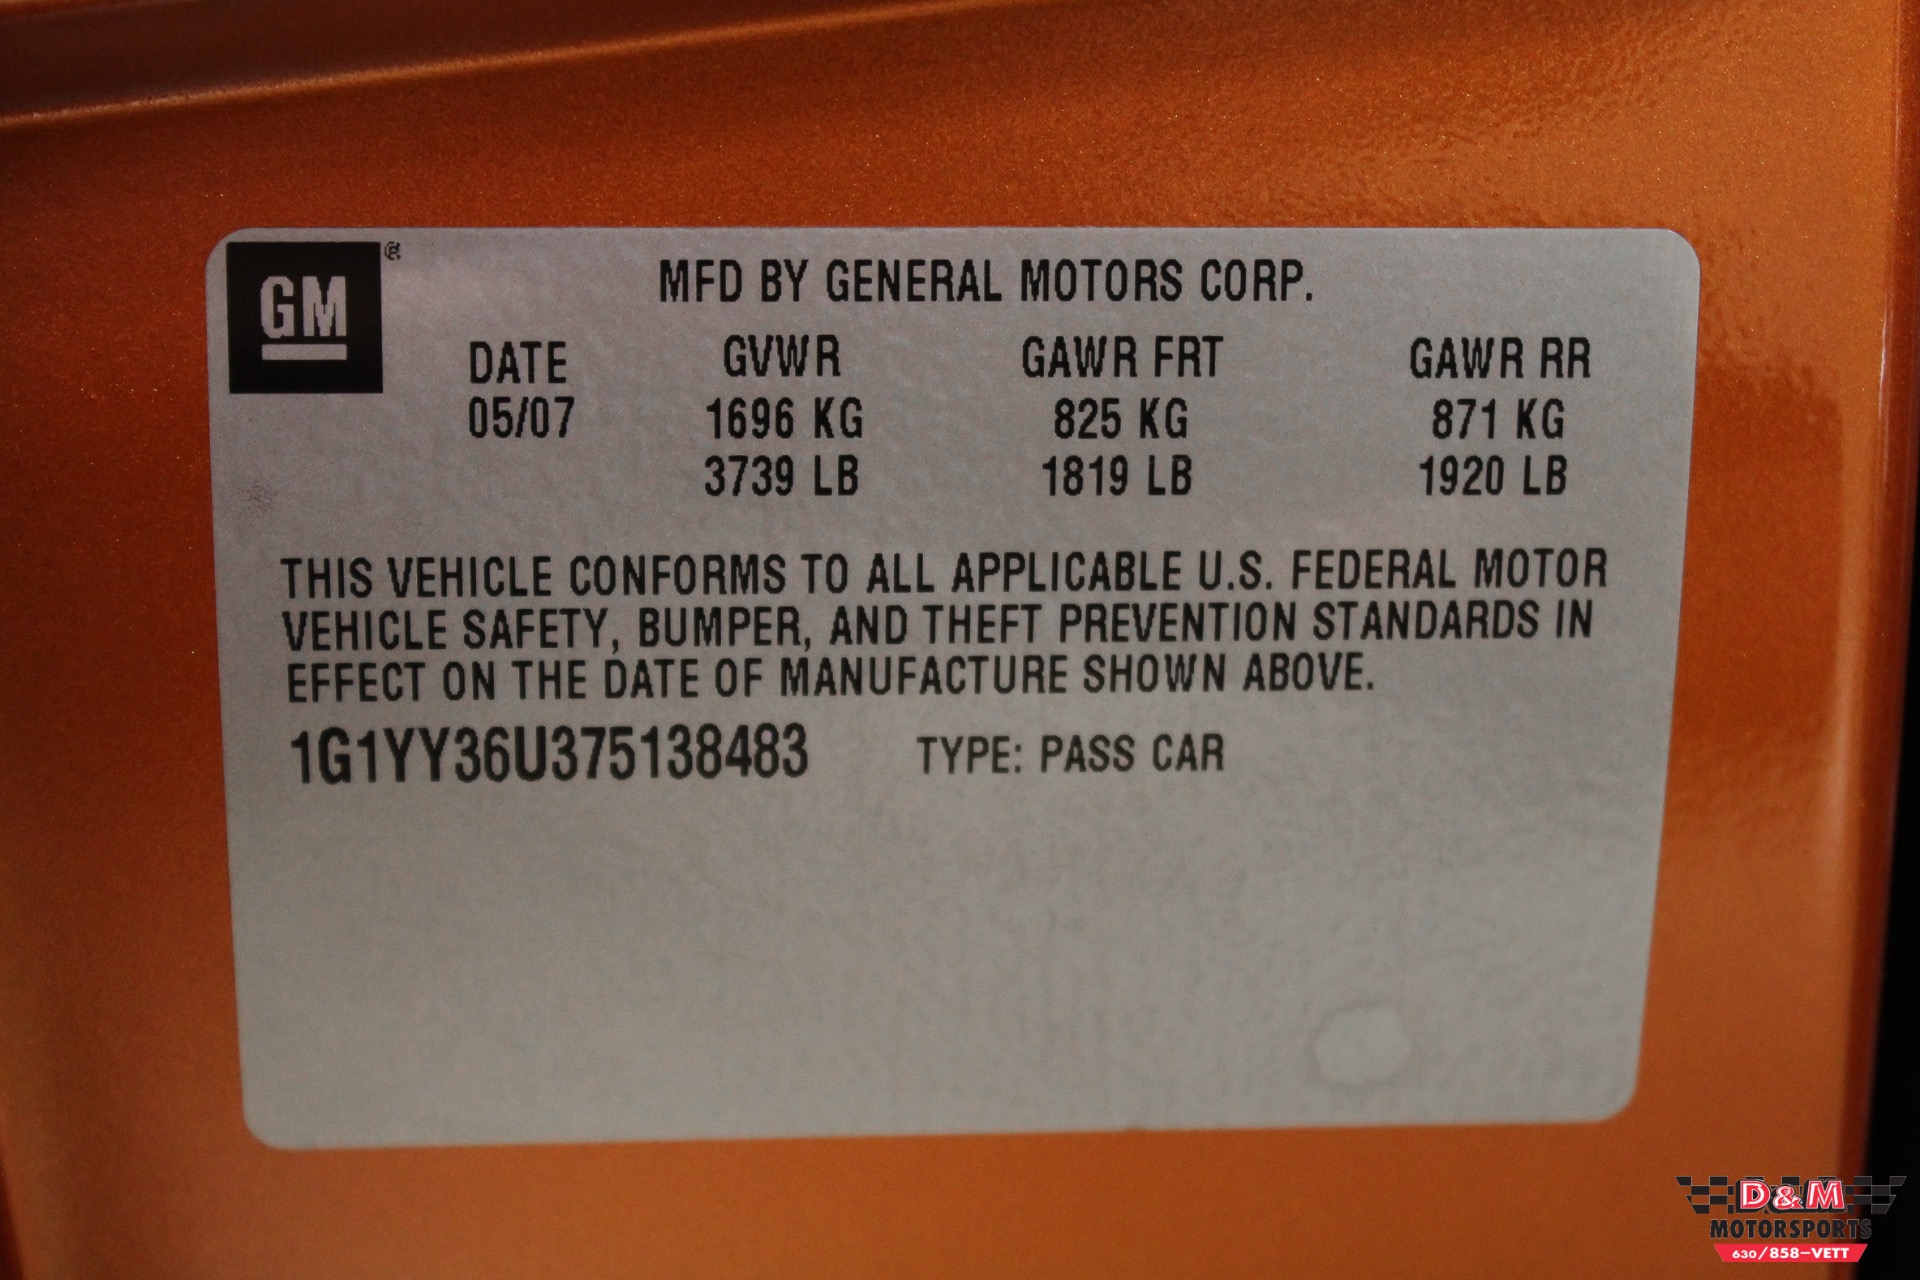 GM ®
MFD BY GENERAL MOTORS CORP.
DATE GVWR GAWR FRT GAWR RR
05/07 1696 KG 825 KG 871 KG
3739 LB 1819 LB 1920 LB
THIS VEHICLE CONFORMS TO ALL APPLICABLE U.S. FEDERAL MOTOR
VEHICLE SAFETY, BUMPER, AND THEFT PREVENTION STANDARDS IN
EFFECT ON THE DATE OF MANUFACTURE SHOWN ABOVE.
1G1YY36U375138483 TYPE: PASS CAR
D&M
MOTORSPORTS
630/858-VETT